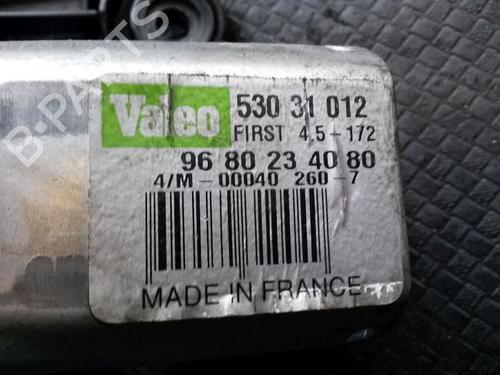 B-PARTS
Valeo
530 31 012
FIRST 4.5-172
96 80 23 40 80
4/M-00040 260-7
MADE IN FRANCE